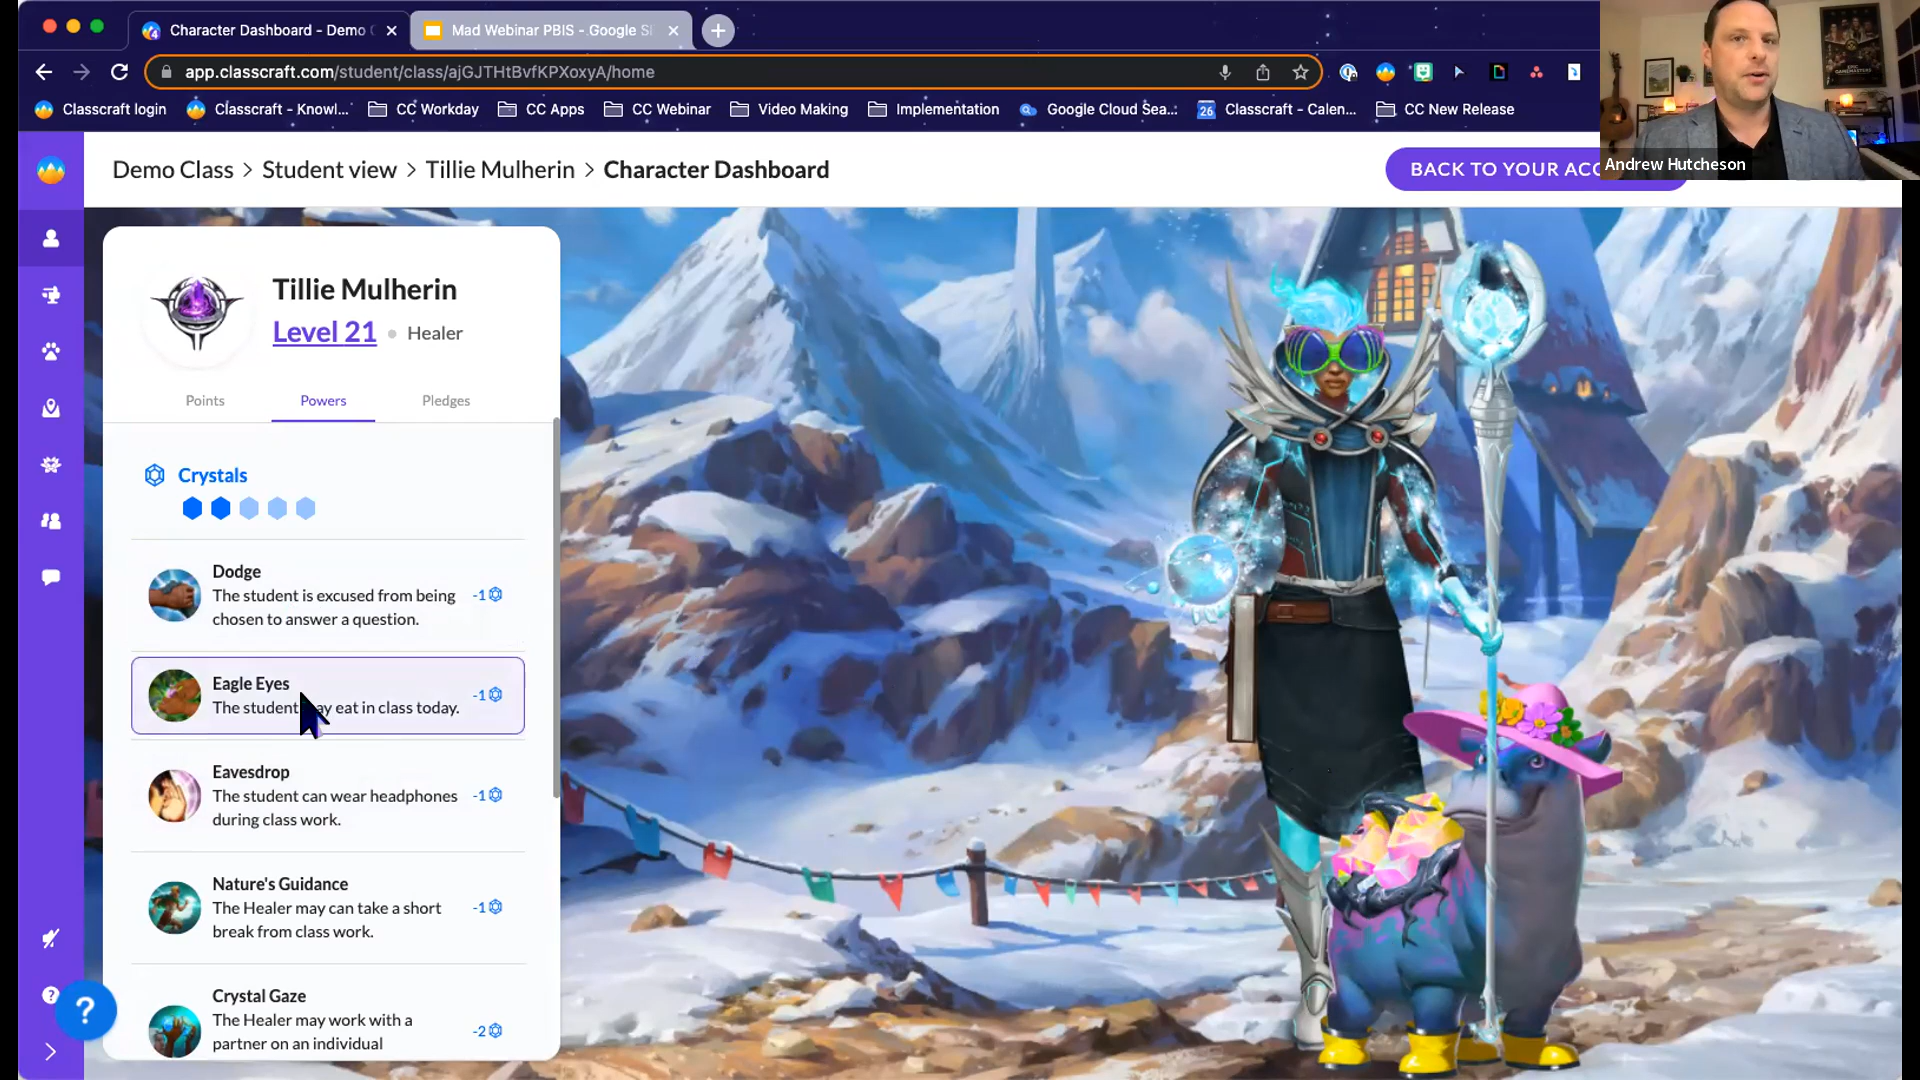 Character Dashboard - Demo C
Mad Webinar PBIS - Google Sl
app.classcraft.com/student/class/ajGJTHtBvfKPXoxyA/home
Classcraft login
Classcraft - Knowl...
CC Workday
CC Apps
CC Webinar
Video Making
Implementation
Google Cloud Sea...
26
Classcraft - Calen...
CC New Release
Andrew Hutcheson
Demo Class > Student view > Tillie Mulherin > Character Dashboard
BACK TO YOUR ACC
Tillie Mulherin
Level 21
Healer
Points
Powers
Pledges
Crystals
Dodge
The student is excused from being
chosen to answer a question.
-1
Eagle Eyes
The student may eat in class today.
-1
Eavesdrop
The student can wear headphones
during class work.
-1
Nature's Guidance
The Healer may can take a short
break from class work.
-1
Crystal Gaze
The Healer may work with a
partner on an individual
-2
?